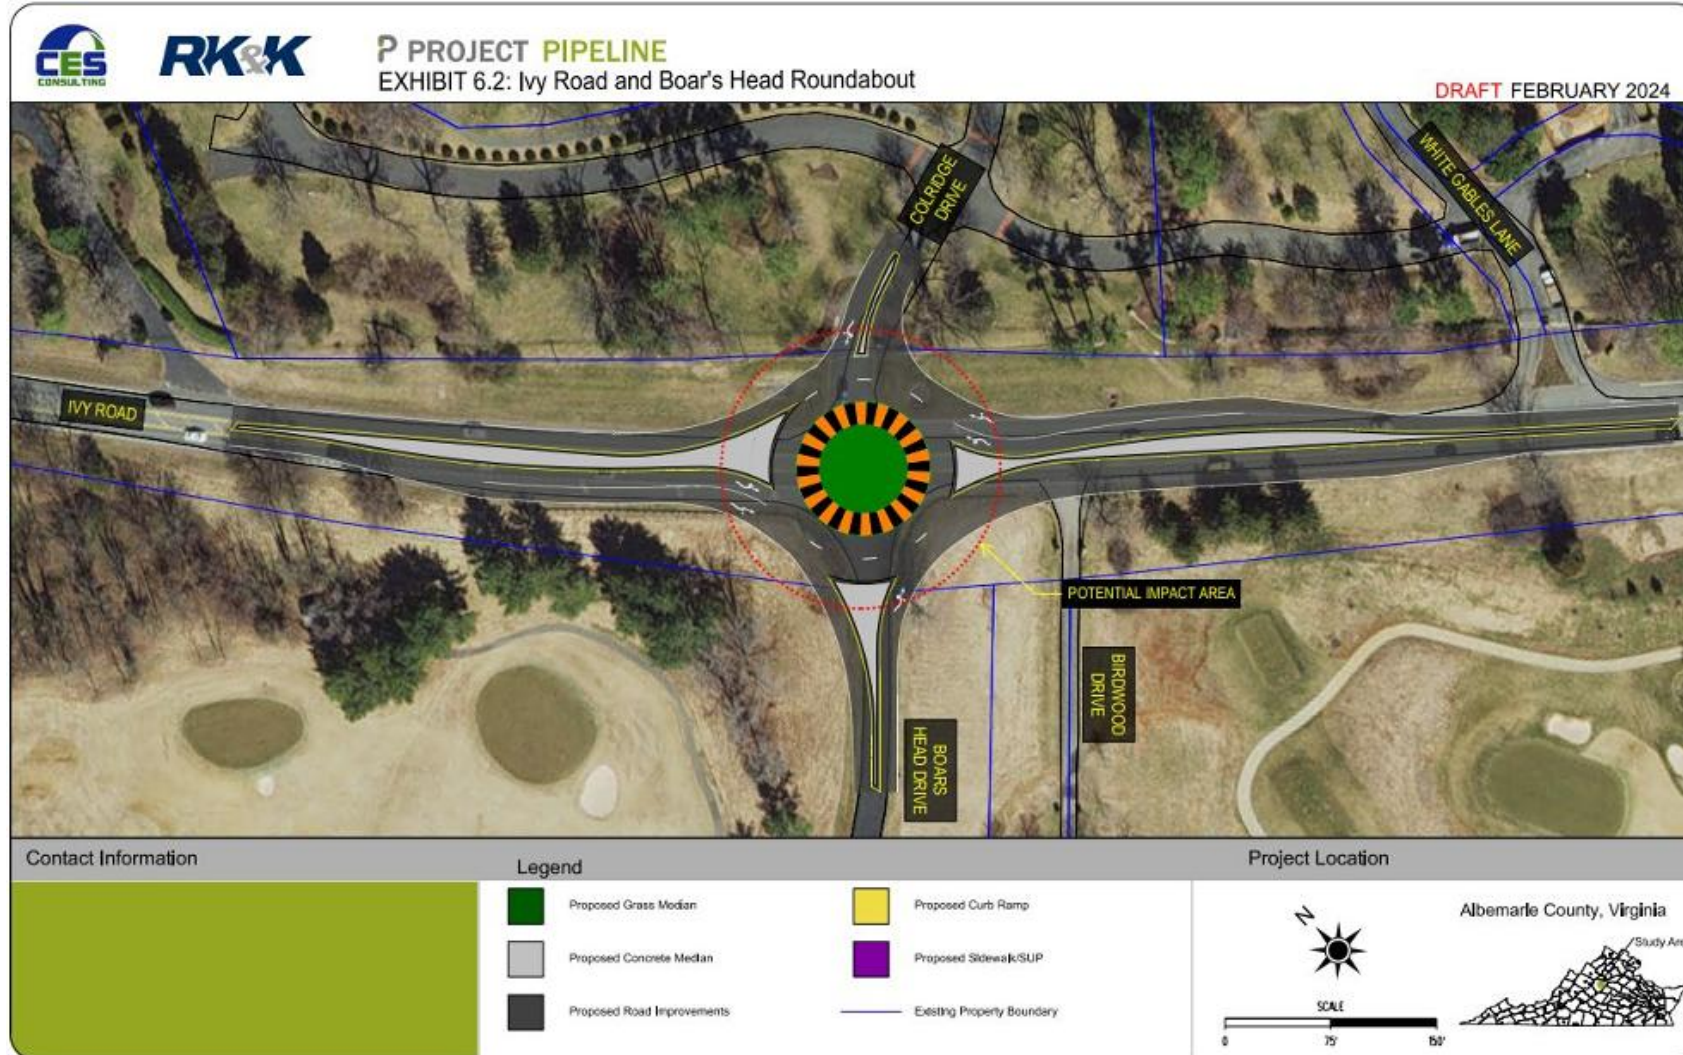 CES
CONSULTING
RK&K
P PROJECT PIPELINE
EXHIBIT 6.2: Ivy Road and Boar's Head Roundabout
DRAFT FEBRUARY 2024
COLRIDGE
DRIVE
WHITE GABLES LANE
IVY ROAD
POTENTIAL IMPACT AREA
BIRDWOOD
DRIVE
BOARS
HEAD DRIVE
Contact Information
Legend
Project Location
Proposed Grass Median
Proposed Concrete Median
Proposed Road Improvements
Proposed Curb Ramp
Proposed Sidewalk/SUP
Existing Property Boundary
N
SCALE
0 75' 150'
Albemarle County, Virginia
Study Are